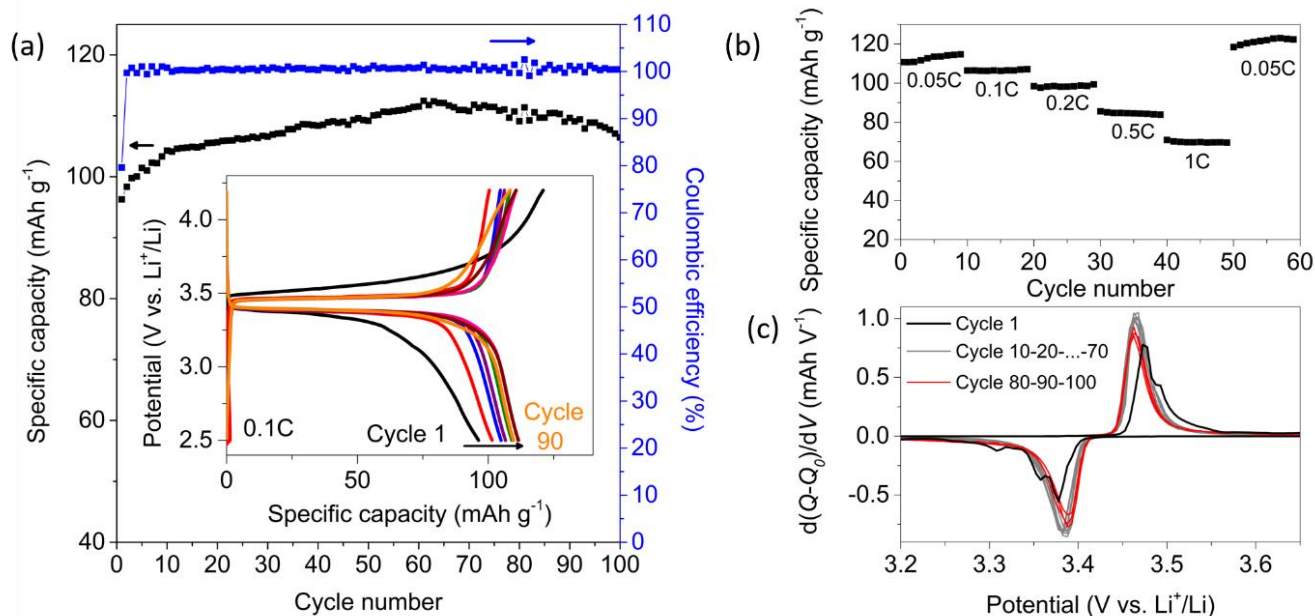 (a)
Specific capacity (mAh g⁻¹)
120
100
80
60
40
0 10 20 30 40 50 60 70 80 90 100
Cycle number
110
100
90
80
70
60
50
40
30
20
10
0
Coulombic efficiency (%)
Potential (V vs. Li⁺/Li)
4.0
3.5
3.0
2.5
0 50 100
Specific capacity (mAh g⁻¹)
0.1C
Cycle 1
Cycle
90
(b)
Specific capacity (mAh g⁻¹)
120
100
80
60
40
20
0.05C
0.1C
0.2C
0.5C
1C
0.05C
0 10 20 30 40 50 60
Cycle number
(c)
d(Q-Q₀)/dV (mAh V⁻¹)
1.0
0.5
0.0
-0.5
Cycle 1
Cycle 10-20-...-70
Cycle 80-90-100
3.2 3.3 3.4 3.5 3.6
Potential (V vs. Li⁺/Li)